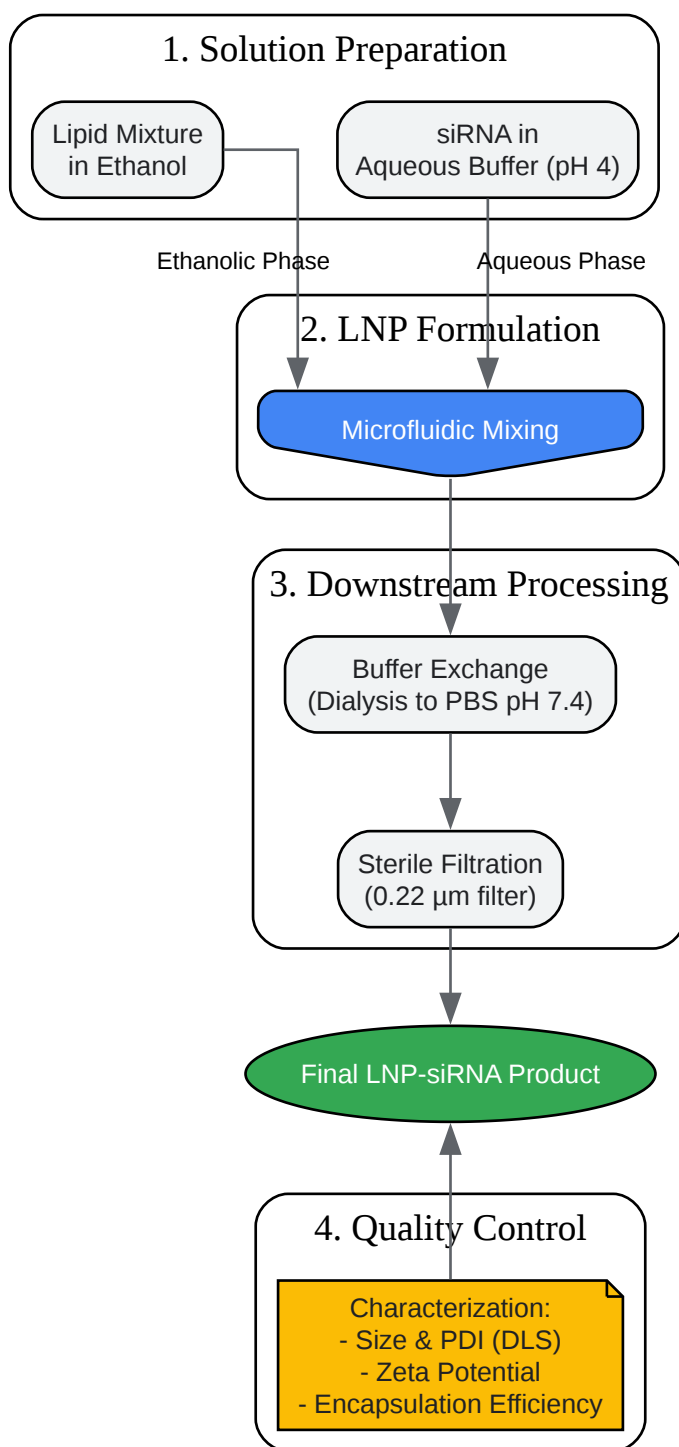 1. Solution Preparation
Lipid Mixture
in Ethanol
siRNA in
Aqueous Buffer (pH 4)
Ethanolic Phase
Aqueous Phase
2. LNP Formulation
Microfluidic Mixing
3. Downstream Processing
Buffer Exchange
(Dialysis to PBS pH 7.4)
Sterile Filtration
(0.22 µm filter)
Final LNP-siRNA Product
4. Quality Control
Characterization:
- Size & PDI (DLS)
- Zeta Potential
- Encapsulation Efficiency